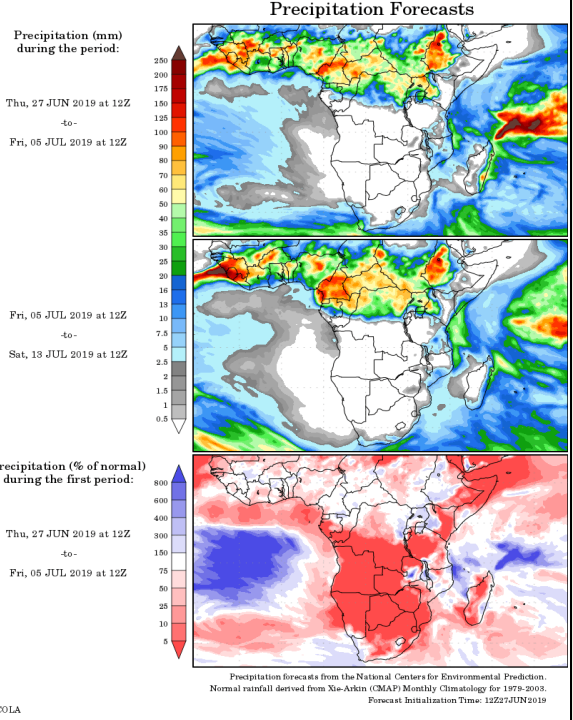 Precipitation Forecasts
Precipitation (mm)
during the period:
Thu, 27 JUN 2019 at 12Z
-to-
Fri, 05 JUL 2019 at 12Z
250
200
175
150
125
100
90
80
70
60
50
40
35
30
25
20
16
13
10
7.5
5
2.5
2
1.5
1
0.5
Fri, 05 JUL 2019 at 12Z
-to-
Sat, 13 JUL 2019 at 12Z
recipitation (% of normal)
during the first period:
Thu, 27 JUN 2019 at 12Z
-to-
Fri, 05 JUL 2019 at 12Z
800
600
400
300
150
75
50
25
10
5
Precipitation forecasts from the National Centers for Environmental Prediction.
Normal rainfall derived from Xie-Arkin (CMAP) Monthly Climatology for 1979-2003.
Forecast Initialization Time: 12Z27JUN2019
COLA